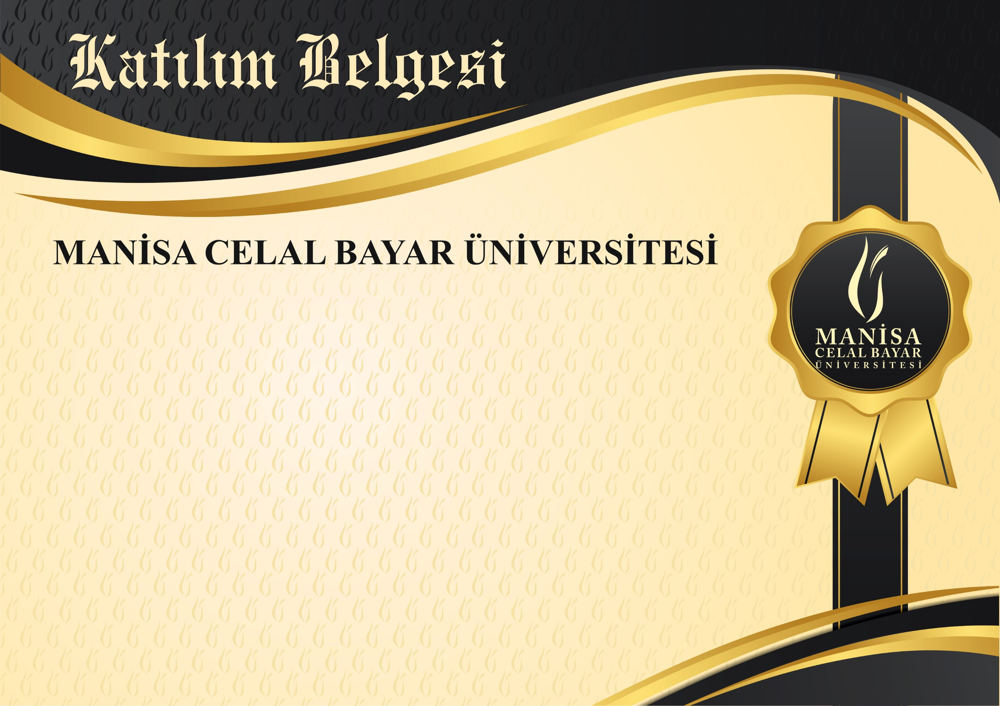 Katılım Belgesi
MANİSA CELAL BAYAR ÜNİVERSİTESİ
MANİSA
CELAL BAYAR
ÜNİVERSİTESİ